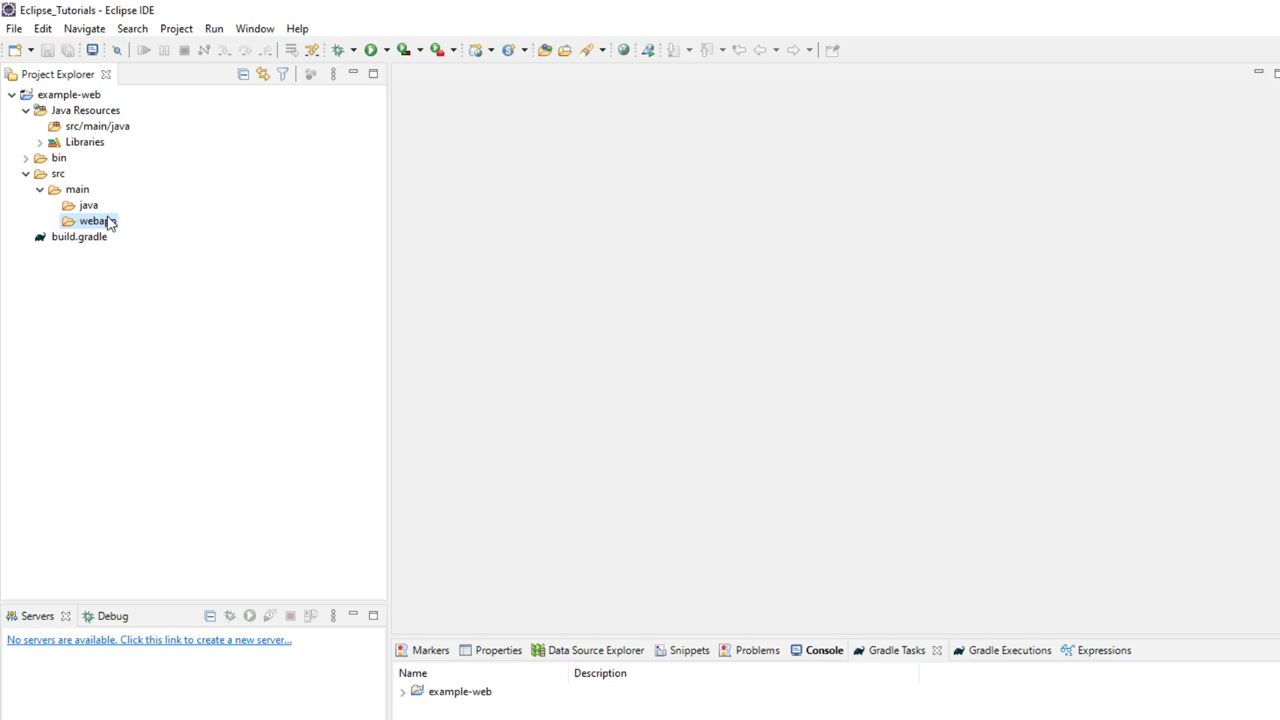 Eclipse_Tutorials - Eclipse IDE
File Edit Navigate Search Project Run Window Help
Project Explorer
example-web
Java Resources
src/main/java
Libraries
bin
src
main
java
build.gradle
Servers Debug
No servers are available. Click this link to create a new server...
Markers Properties Data Source Explorer Snippets Problems Console Gradle Tasks Gradle Executions Expressions
Name Description
example-web